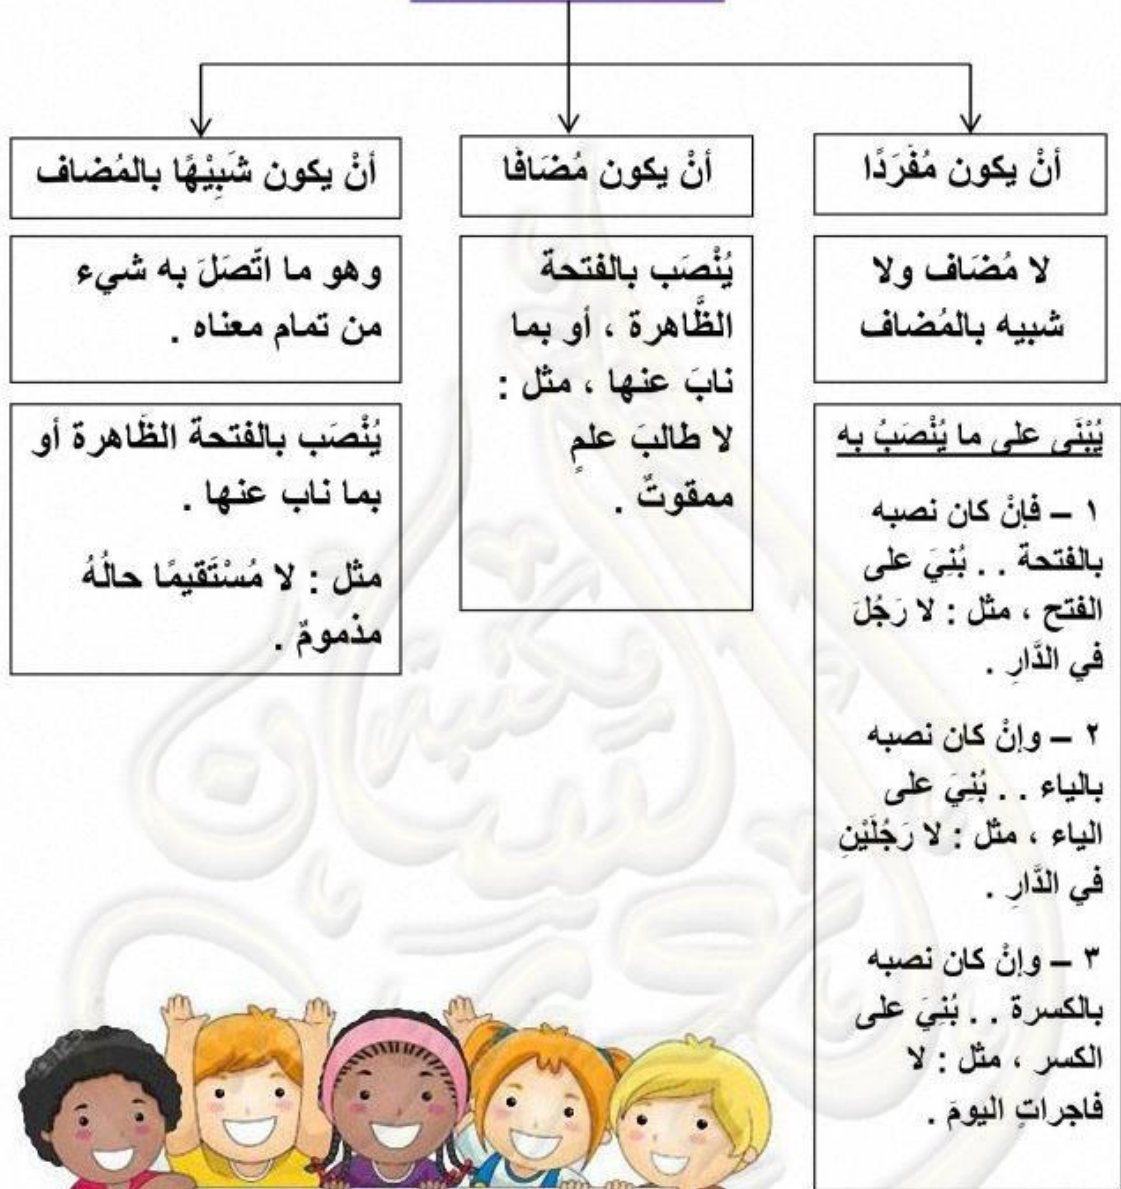 أنْ يكون مُفْرَدًا
لا مُضَاف ولا
شبيه بالمُضاف
يُبْنَى على ما يُنْصَبُ به
١ – فإنْ كان نصبه
بالفتحة . . بُنِيَ على
الفتح ، مثل : لا رَجُلَ
في الدَّارِ .
٢ – وإنْ كان نصبه
بالياء . . بُنِيَ على
الياء ، مثل : لا رَجُلَيْنِ
في الدَّارِ .
٣ – وإنْ كان نصبه
بالكسرة . . بُنِيَ على
الكسر ، مثل : لا
فاجراتِ اليومَ .
أنْ يكون مُضَافًا
يُنْصَب بالفتحة
الظَّاهرة ، أو بما
نابَ عنها ، مثل :
لا طالبَ علمٍ
ممقوتٌ .
أنْ يكون شَبِيْهًا بالمُضاف
وهو ما اتّصَلَ به شيء
من تمام معناه .
يُنْصَب بالفتحة الظَّاهرة أو
بما ناب عنها .
مثل : لا مُسْتَقيمًا حالُهُ
مذمومٌ .
مكتبة
لسان
العرب